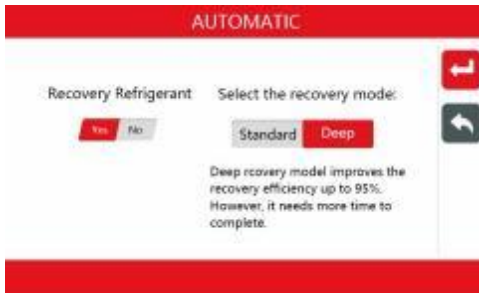 AUTOMATIC
Recovery Refrigerant
Yes No
Select the recovery mode:
Standard Deep
Deep rcovery model improves the
recovery efficiency up to 95%.
However, it needs more time to
complete.